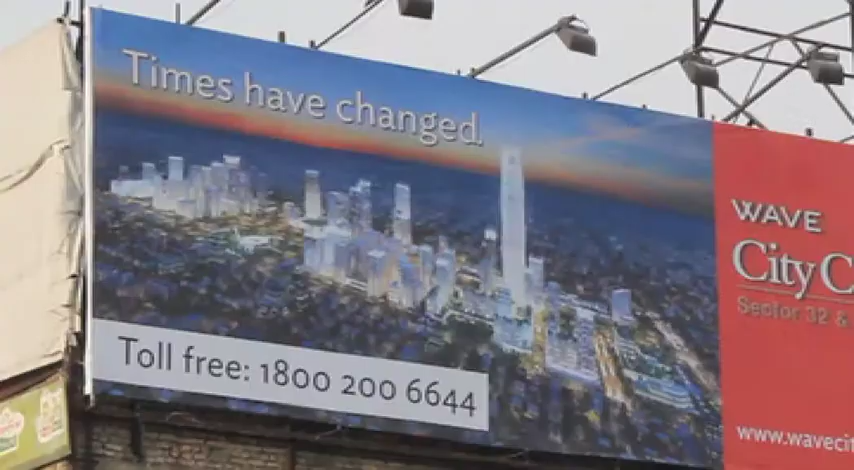 Times have changed.
Toll free: 1800 200 6644
WAVE
City C
Sector 32 &
www.wavecit